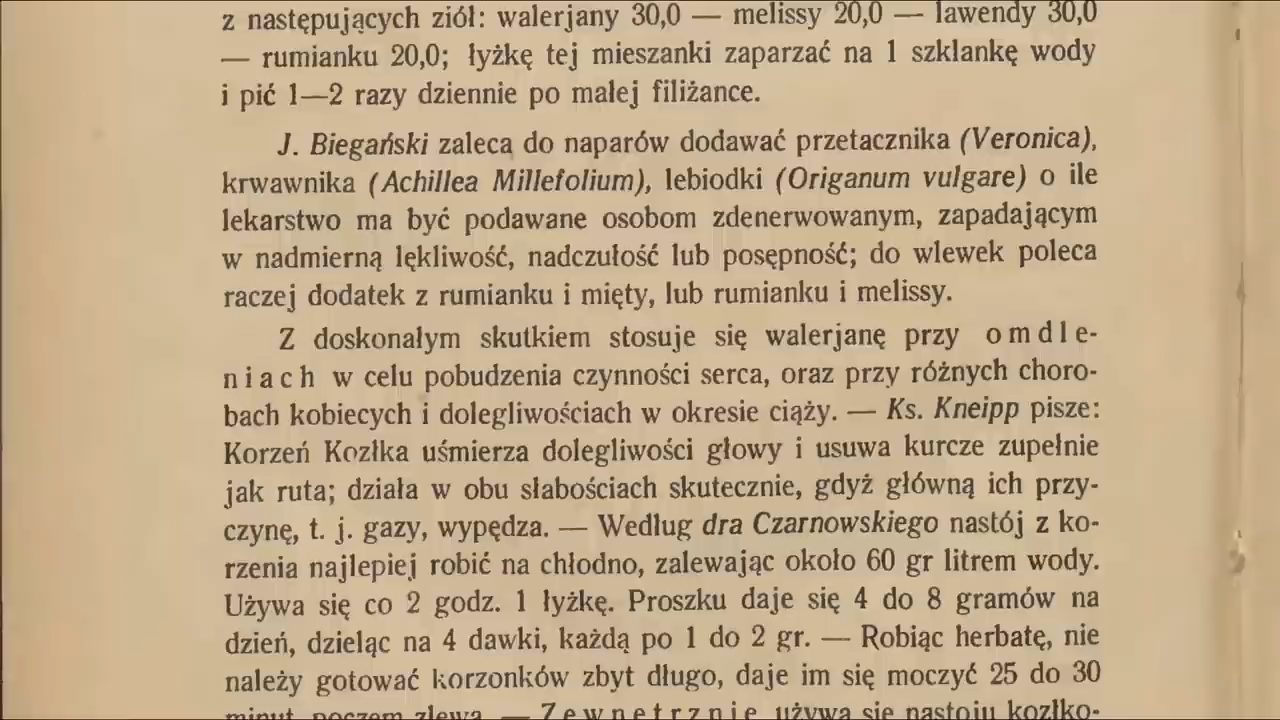 z następujących ziół: walerjany 30,0 — melissy 20,0 — lawendy 30,0
— rumianku 20,0; łyżkę tej mieszanki zaparzać na 1 szklankę wody
i pić 1—2 razy dziennie po małej filiżance.
J. Biegański zaleca do naparów dodawać przetacznika (Veronica),
krwawnika (Achillea Millefolium), lebiodki (Origanum vulgare) o ile
lekarstwo ma być podawane osobom zdenerwowanym, zapadającym
w nadmierną lękliwość, nadczułość lub posępność; do wlewek poleca
raczej dodatek z rumianku i mięty, lub rumianku i melissy.
Z doskonałym skutkiem stosuje się walerjanę przy omdle-
niach w celu pobudzenia czynności serca, oraz przy różnych choro-
bach kobiecych i dolegliwościach w okresie ciąży. — Ks. Kneipp pisze:
Korzeń Kozłka uśmierza dolegliwości głowy i usuwa kurcze zupełnie
jak ruta; działa w obu słabościach skutecznie, gdyż główną ich przy-
czynę, t. j. gazy, wypędza. — Według dra Czarnowskiego nastój z ko-
rzenia najlepiej robić na chłodno, zalewając około 60 gr litrem wody.
Używa się co 2 godz. 1 łyżkę. Proszku daje się 4 do 8 gramów na
dzień, dzieląc na 4 dawki, każdą po 1 do 2 gr. — Robiąc herbatę, nie
należy gotować korzonków zbyt długo, daje im się moczyć 25 do 30
minut, poczem zlewa. — Zewnętrznie używa się nastoju kozłko-